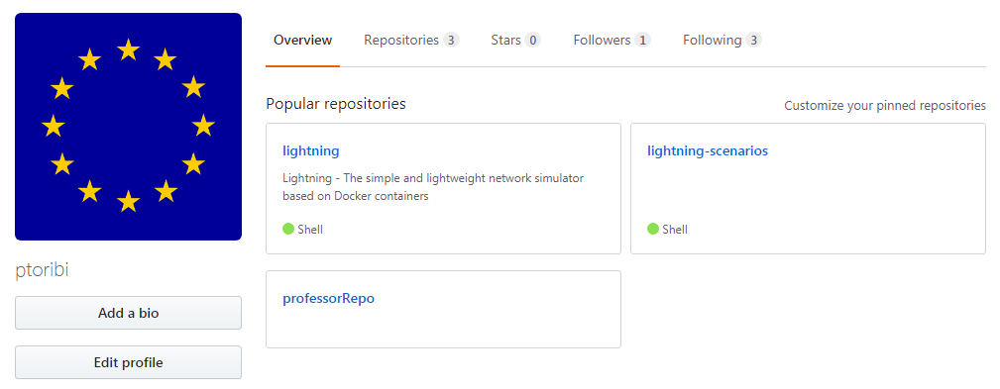 Overview Repositories 3 Stars 0 Followers 1 Following 3
Popular repositories Customize your pinned repositories
lightning
Lightning - The simple and lightweight network simulator
based on Docker containers
Shell
lightning-scenarios
Shell
professorRepo
ptoribi
Add a bio
Edit profile